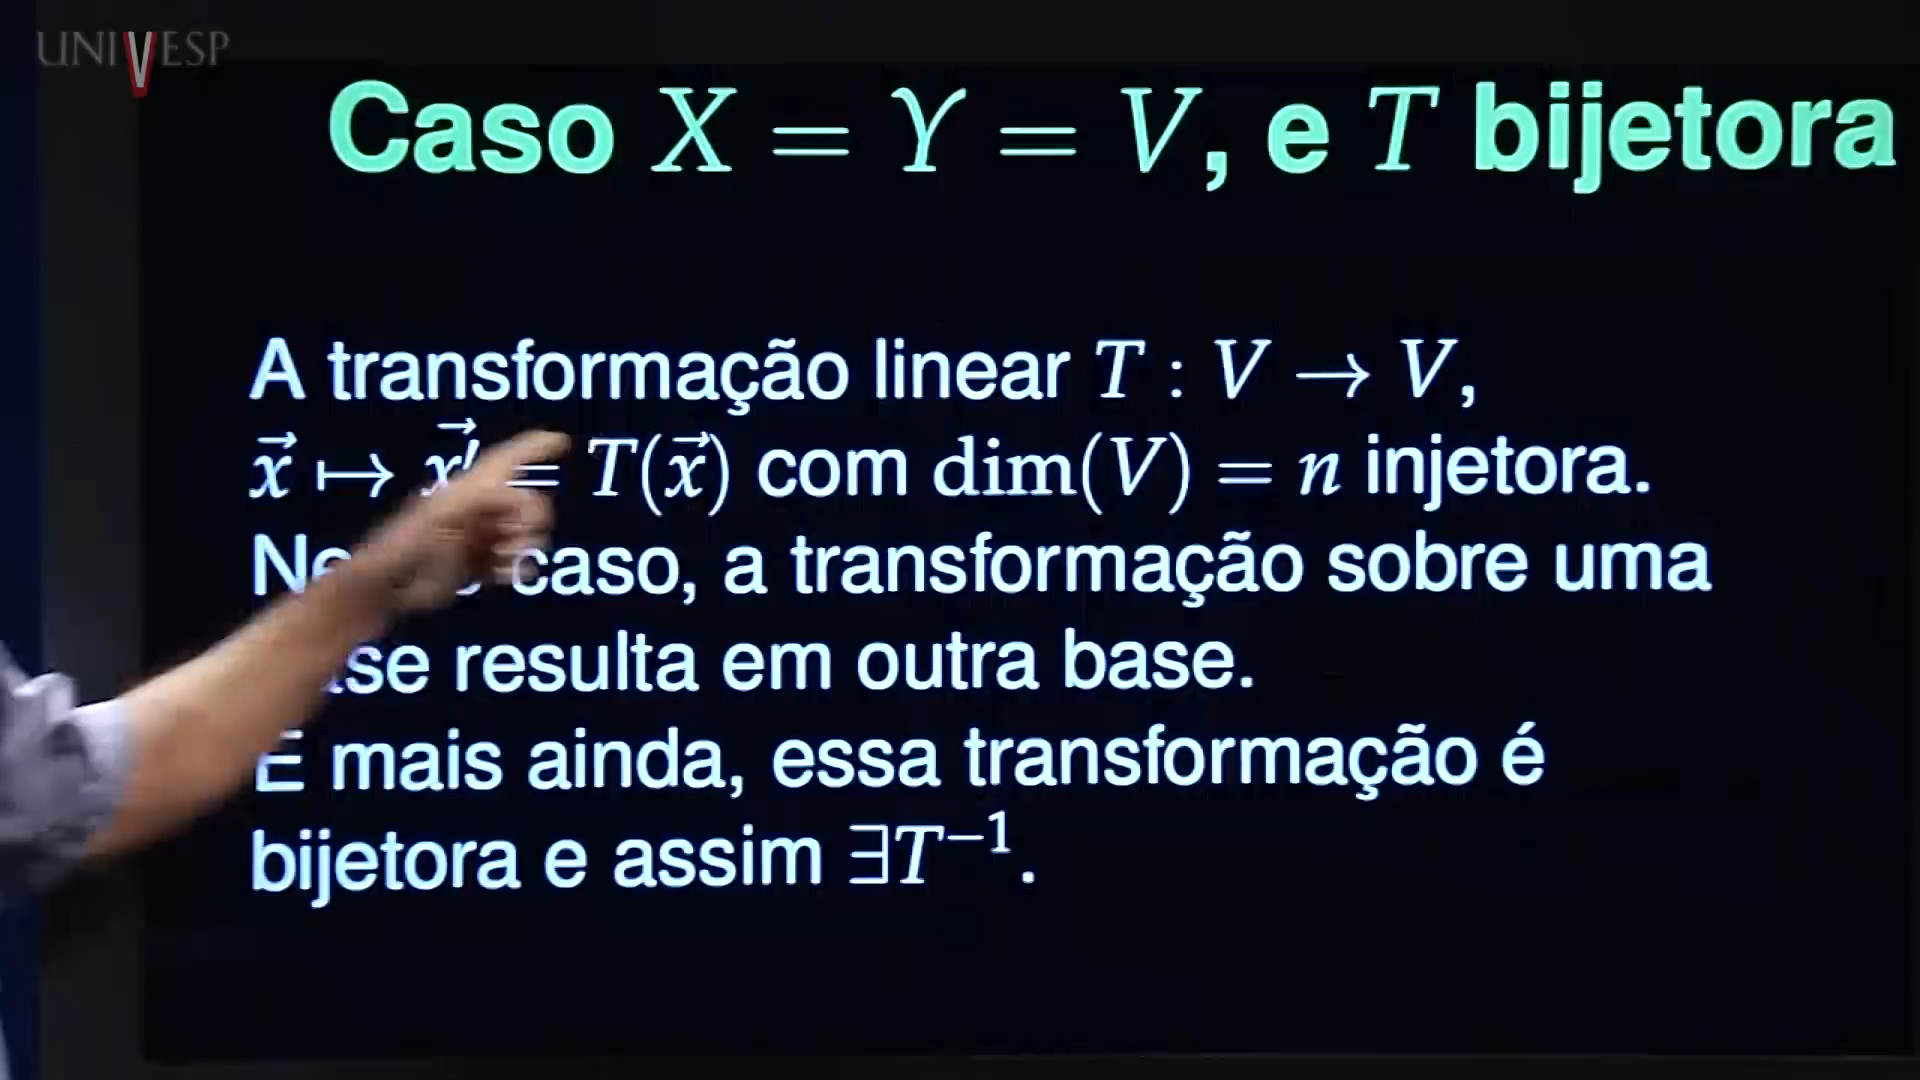 UNIVESP
Caso X = Y = V, e T bijetora
A transformação linear T : V → V,
x⃗ ↦ x⃗′ = T(x⃗) com dim(V) = n injetora.
caso, a transformação sobre uma
resulta em outra base.
E mais ainda, essa transformação é
bijetora e assim ∃T⁻¹.